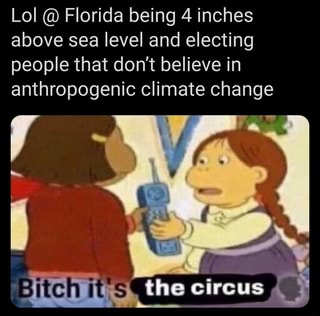 Lol @ Florida being 4 inches
above sea level and electing
people that don’t believe in
anthropogenic climate change
Bitch it's the circus